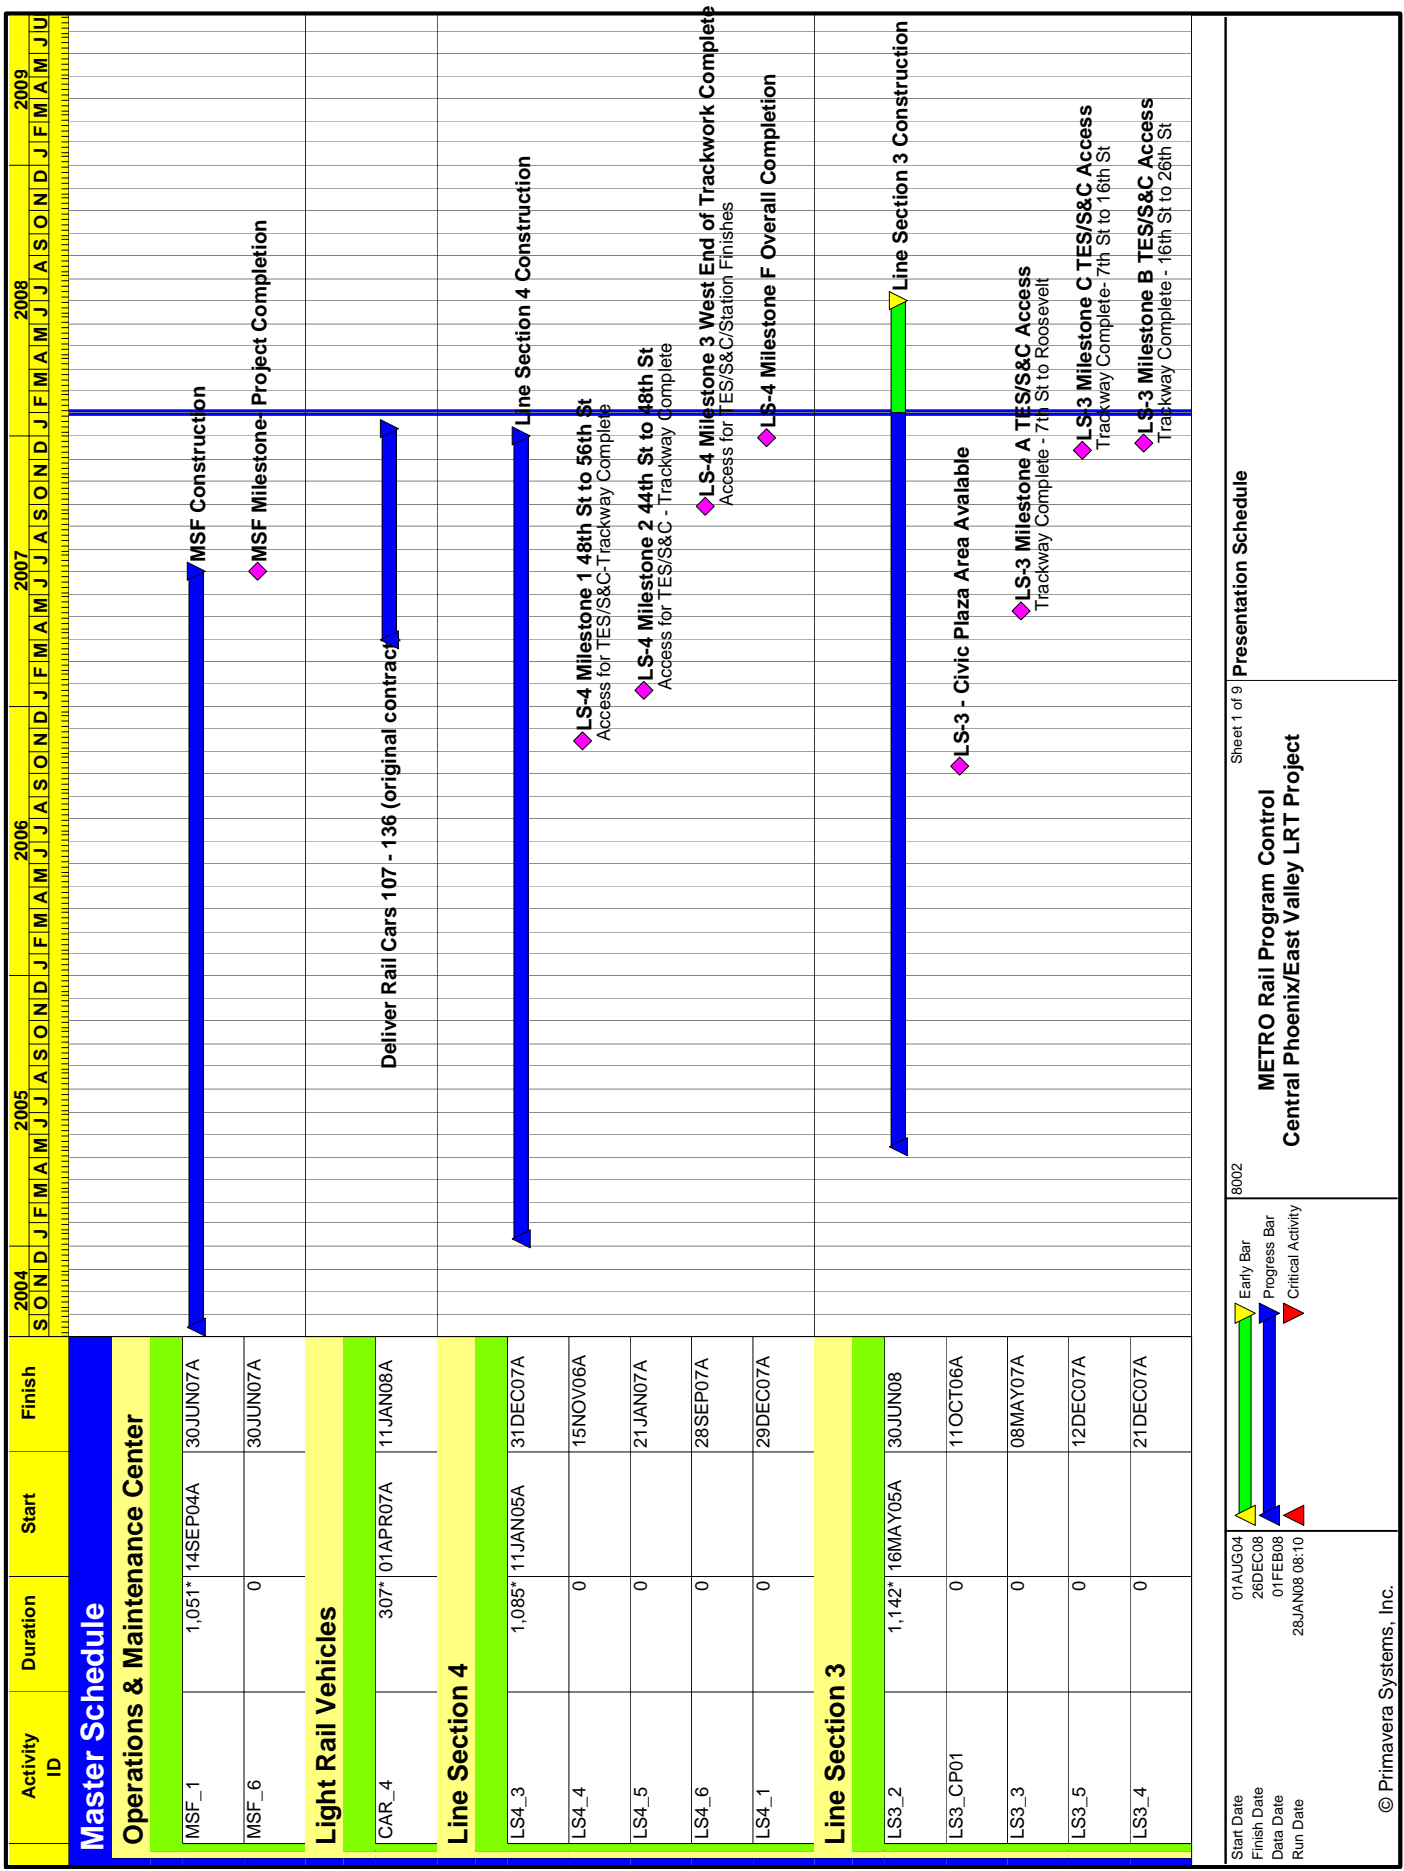 Activity ID Duration Start Finish
2004 2005 2006 2007 2008 2009
S O N D J F M A M J J A S O N D J F M A M J J A S O N D J F M A M J J A S O N D J F M A M J J A S O N D J F M A M J U
Master Schedule
Operations & Maintenance Center
MSF_1 1,051* 14SEP04A 30JUN07A MSF Construction
MSF_6 0 30JUN07A MSF Milestone- Project Completion
Light Rail Vehicles
CAR_4 307* 01APR07A 11JAN08A Deliver Rail Cars 107 - 136 (original contract
Line Section 4
LS4_3 1,085* 11JAN05A 31DEC07A Line Section 4 Construction
LS4_4 0 15NOV06A LS-4 Milestone 1 48th St to 56th St
Access for TES/S&C-Trackway Complete
LS4_5 0 21JAN07A LS-4 Milestone 2 44th St to 48th St
Access for TES/S&C - Trackway Complete
LS4_6 0 28SEP07A LS-4 Milestone 3 West End of Trackwork Complete
Access for TES/S&C/Station Finishes
LS4_1 0 29DEC07A LS-4 Milestone F Overall Completion
Line Section 3
LS3_2 1,142* 16MAY05A 30JUN08 Line Section 3 Construction
LS3_CP01 0 11OCT06A LS-3 - Civic Plaza Area Avalable
LS3_3 0 08MAY07A LS-3 Milestone A TES/S&C Access
Trackway Complete - 7th St to Roosevelt
LS3_5 0 12DEC07A LS-3 Milestone C TES/S&C Access
Trackway Complete- 7th St to 16th St
LS3_4 0 21DEC07A LS-3 Milestone B TES/S&C Access
Trackway Complete - 16th St to 26th St
Start Date 01AUG04
Finish Date 26DEC08
Data Date 01FEB08
Run Date 28JAN08 08:10
© Primavera Systems, Inc.
Early Bar
Progress Bar
Critical Activity
8002
Sheet 1 of 9
METRO Rail Program Control
Central Phoenix/East Valley LRT Project
Presentation Schedule